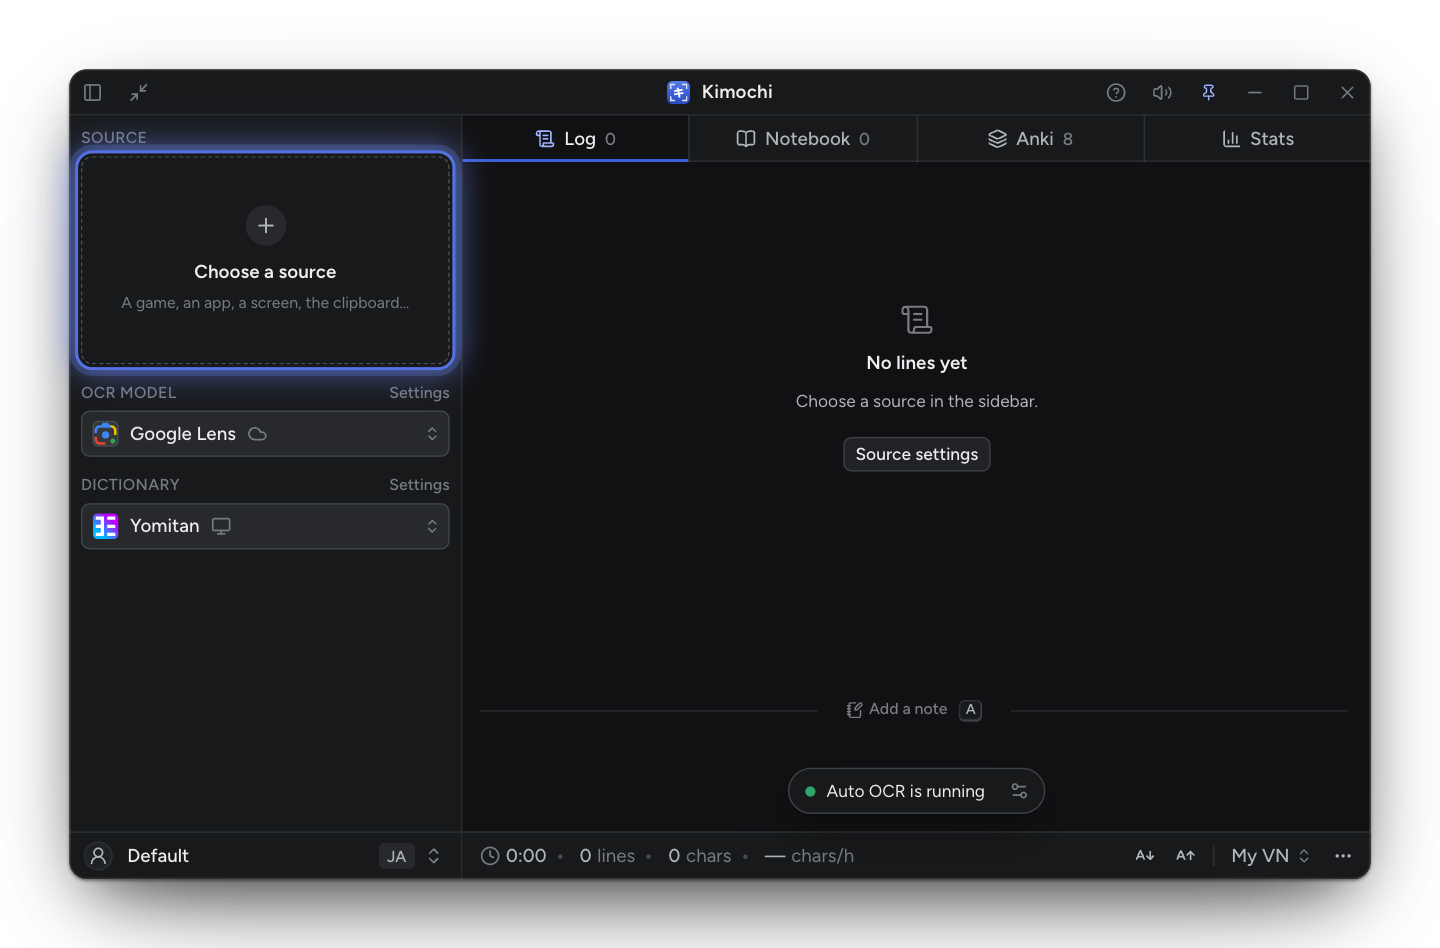 Kimochi
SOURCE
Choose a source
A game, an app, a screen, the clipboard...
OCR MODEL Settings
Google Lens
DICTIONARY Settings
Yomitan
Default JA
Log 0 Notebook 0 Anki 8 Stats
No lines yet
Choose a source in the sidebar.
Source settings
Add a note A
Auto OCR is running
0:00 • 0 lines • 0 chars • — chars/h A↓ A↑ My VN ...